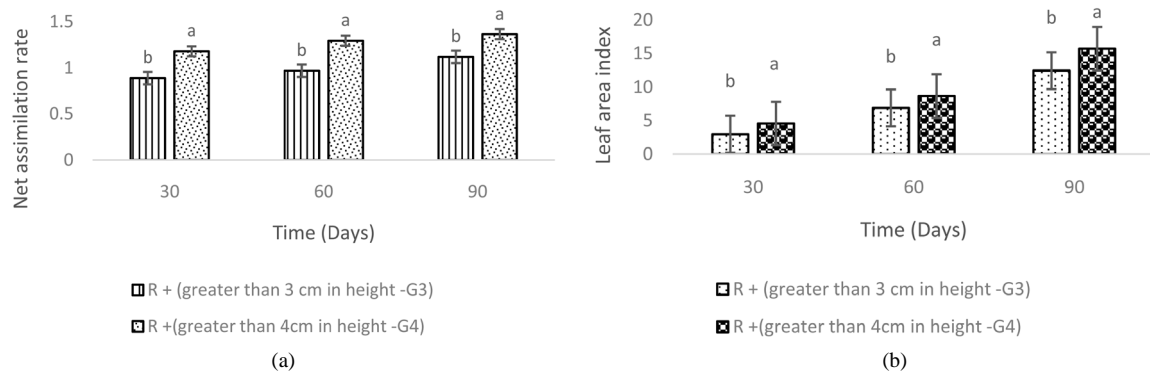 Net assimilation rate
1.5
1
0.5
0
b a b a b a
30 60 90
Time (Days)
R + (greater than 3 cm in height -G3)
R +(greater than 4cm in height -G4)
(a)
Leaf area index
20
15
10
5
0
b a b a b a
30 60 90
Time (Days)
R + (greater than 3 cm in height -G3)
R +(greater than 4cm in height -G4)
(b)